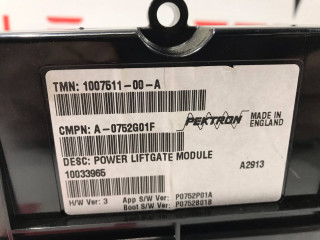 TMN: 1007511-00-A
CMPN: A-0752G01F
PEKTRON
MADE IN
ENGLAND
DESC: POWER LIFTGATE MODULE
10033965
A2913
H/W Ver: 3 App S/W Ver: P0752P01A
Boot S/W Ver: P0752B01B